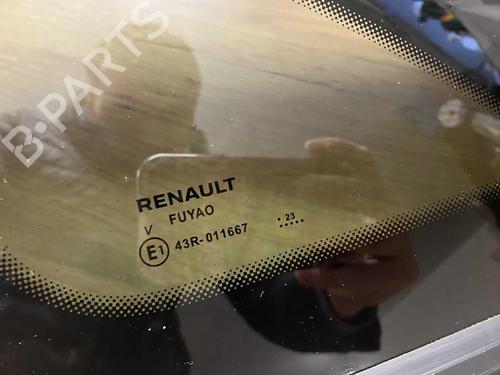 B-PARTS
RENAULT
V FUYAO
E1 43R-011667 .23.....